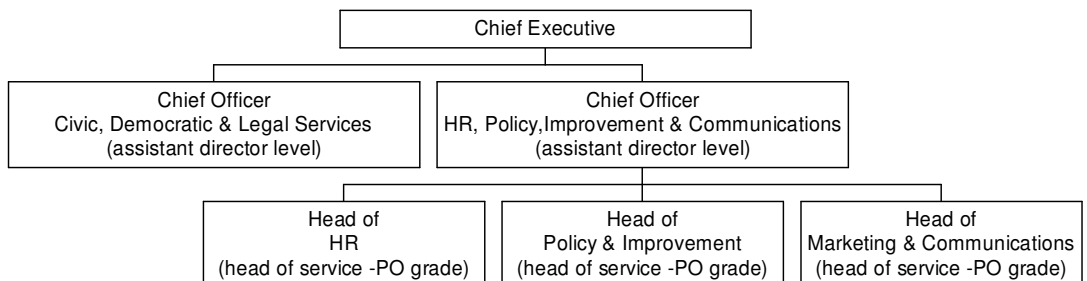 Chief Executive
Chief Officer
Civic, Democratic & Legal Services
(assistant director level)
Chief Officer
HR, Policy,Improvement & Communications
(assistant director level)
Head of
HR
(head of service -PO grade)
Head of
Policy & Improvement
(head of service -PO grade)
Head of
Marketing & Communications
(head of service -PO grade)